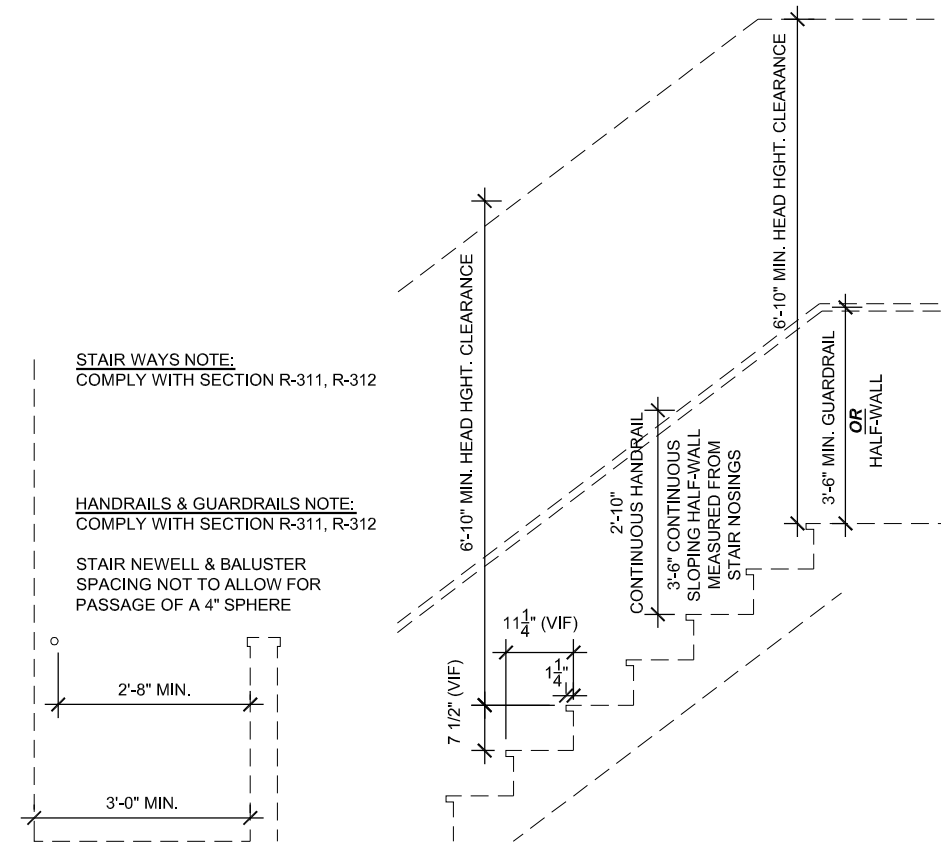 STAIR WAYS NOTE:
COMPLY WITH SECTION R-311, R-312
HANDRAILS & GUARDRAILS NOTE:
COMPLY WITH SECTION R-311, R-312
STAIR NEWELL & BALUSTER
SPACING NOT TO ALLOW FOR
PASSAGE OF A 4" SPHERE
2'-8" MIN.
3'-0" MIN.
6'-10" MIN. HEAD HGHT. CLEARANCE
7 1/2" (VIF)
11 1/4" (VIF)
1 1/4"
2'-10"
CONTINUOUS HANDRAIL
3'-6" CONTINUOUS
SLOPING HALF-WALL
MEASURED FROM
STAIR NOSINGS
6'-10" MIN. HEAD HGHT. CLEARANCE
3'-6" MIN. GUARDRAIL
OR
HALF-WALL